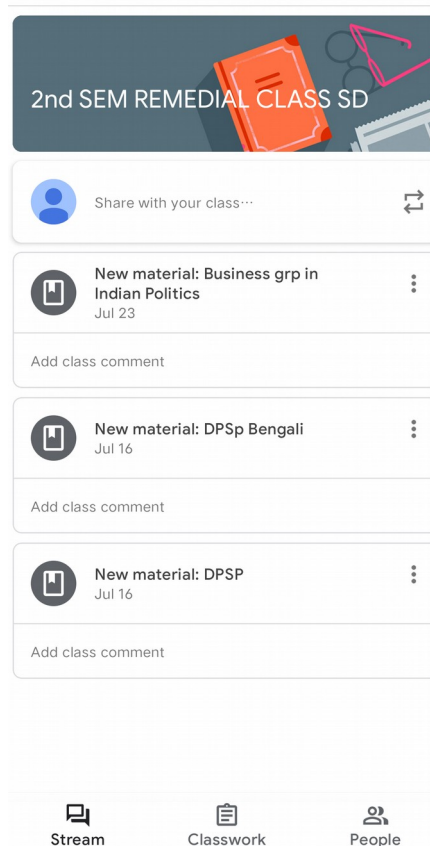 2nd SEM REMEDIAL CLASS SD
Share with your class···
New material: Business grp in
Indian Politics
Jul 23
Add class comment
New material: DPSp Bengali
Jul 16
Add class comment
New material: DPSP
Jul 16
Add class comment
Stream Classwork People